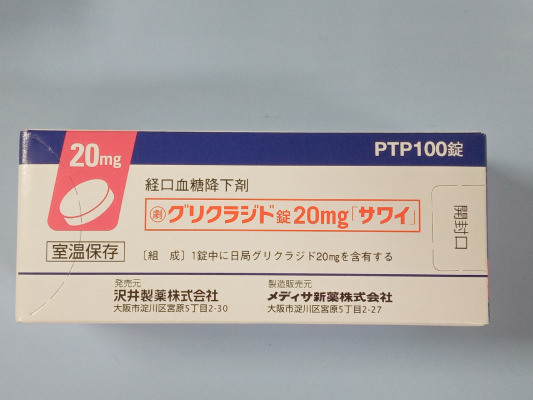 20mg
PTP100錠
経口血糖降下剤
劇 グリクラジド錠20mg「サワイ」
開封口
室温保存
〔組 成〕1錠中に日局グリクラジド20mgを含有する
発売元
沢井製薬株式会社
大阪市淀川区宮原5丁目2-30
製造販売元
メディサ新薬株式会社
大阪市淀川区宮原5丁目2-27